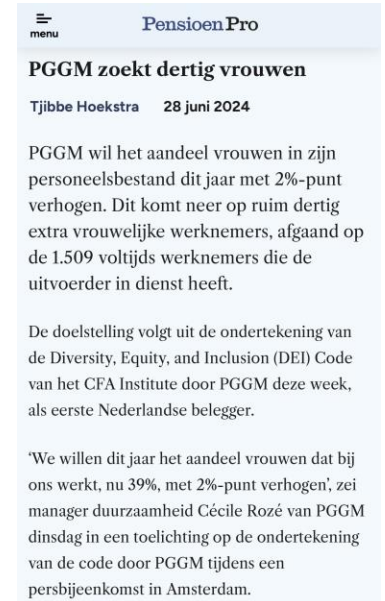 menu
PensioenPro
PGGM zoekt dertig vrouwen
Tjibbe Hoekstra 28 juni 2024
PGGM wil het aandeel vrouwen in zijn
personeelsbestand dit jaar met 2%-punt
verhogen. Dit komt neer op ruim dertig
extra vrouwelijke werknemers, afgaand op
de 1.509 voltijds werknemers die de
uitvoerder in dienst heeft.
De doelstelling volgt uit de ondertekening van
de Diversity, Equity, and Inclusion (DEI) Code
van het CFA Institute door PGGM deze week,
als eerste Nederlandse belegger.
‘We willen dit jaar het aandeel vrouwen dat bij
ons werkt, nu 39%, met 2%-punt verhogen’, zei
manager duurzaamheid Cécile Rozé van PGGM
dinsdag in een toelichting op de ondertekening
van de code door PGGM tijdens een
persbijeenkomst in Amsterdam.